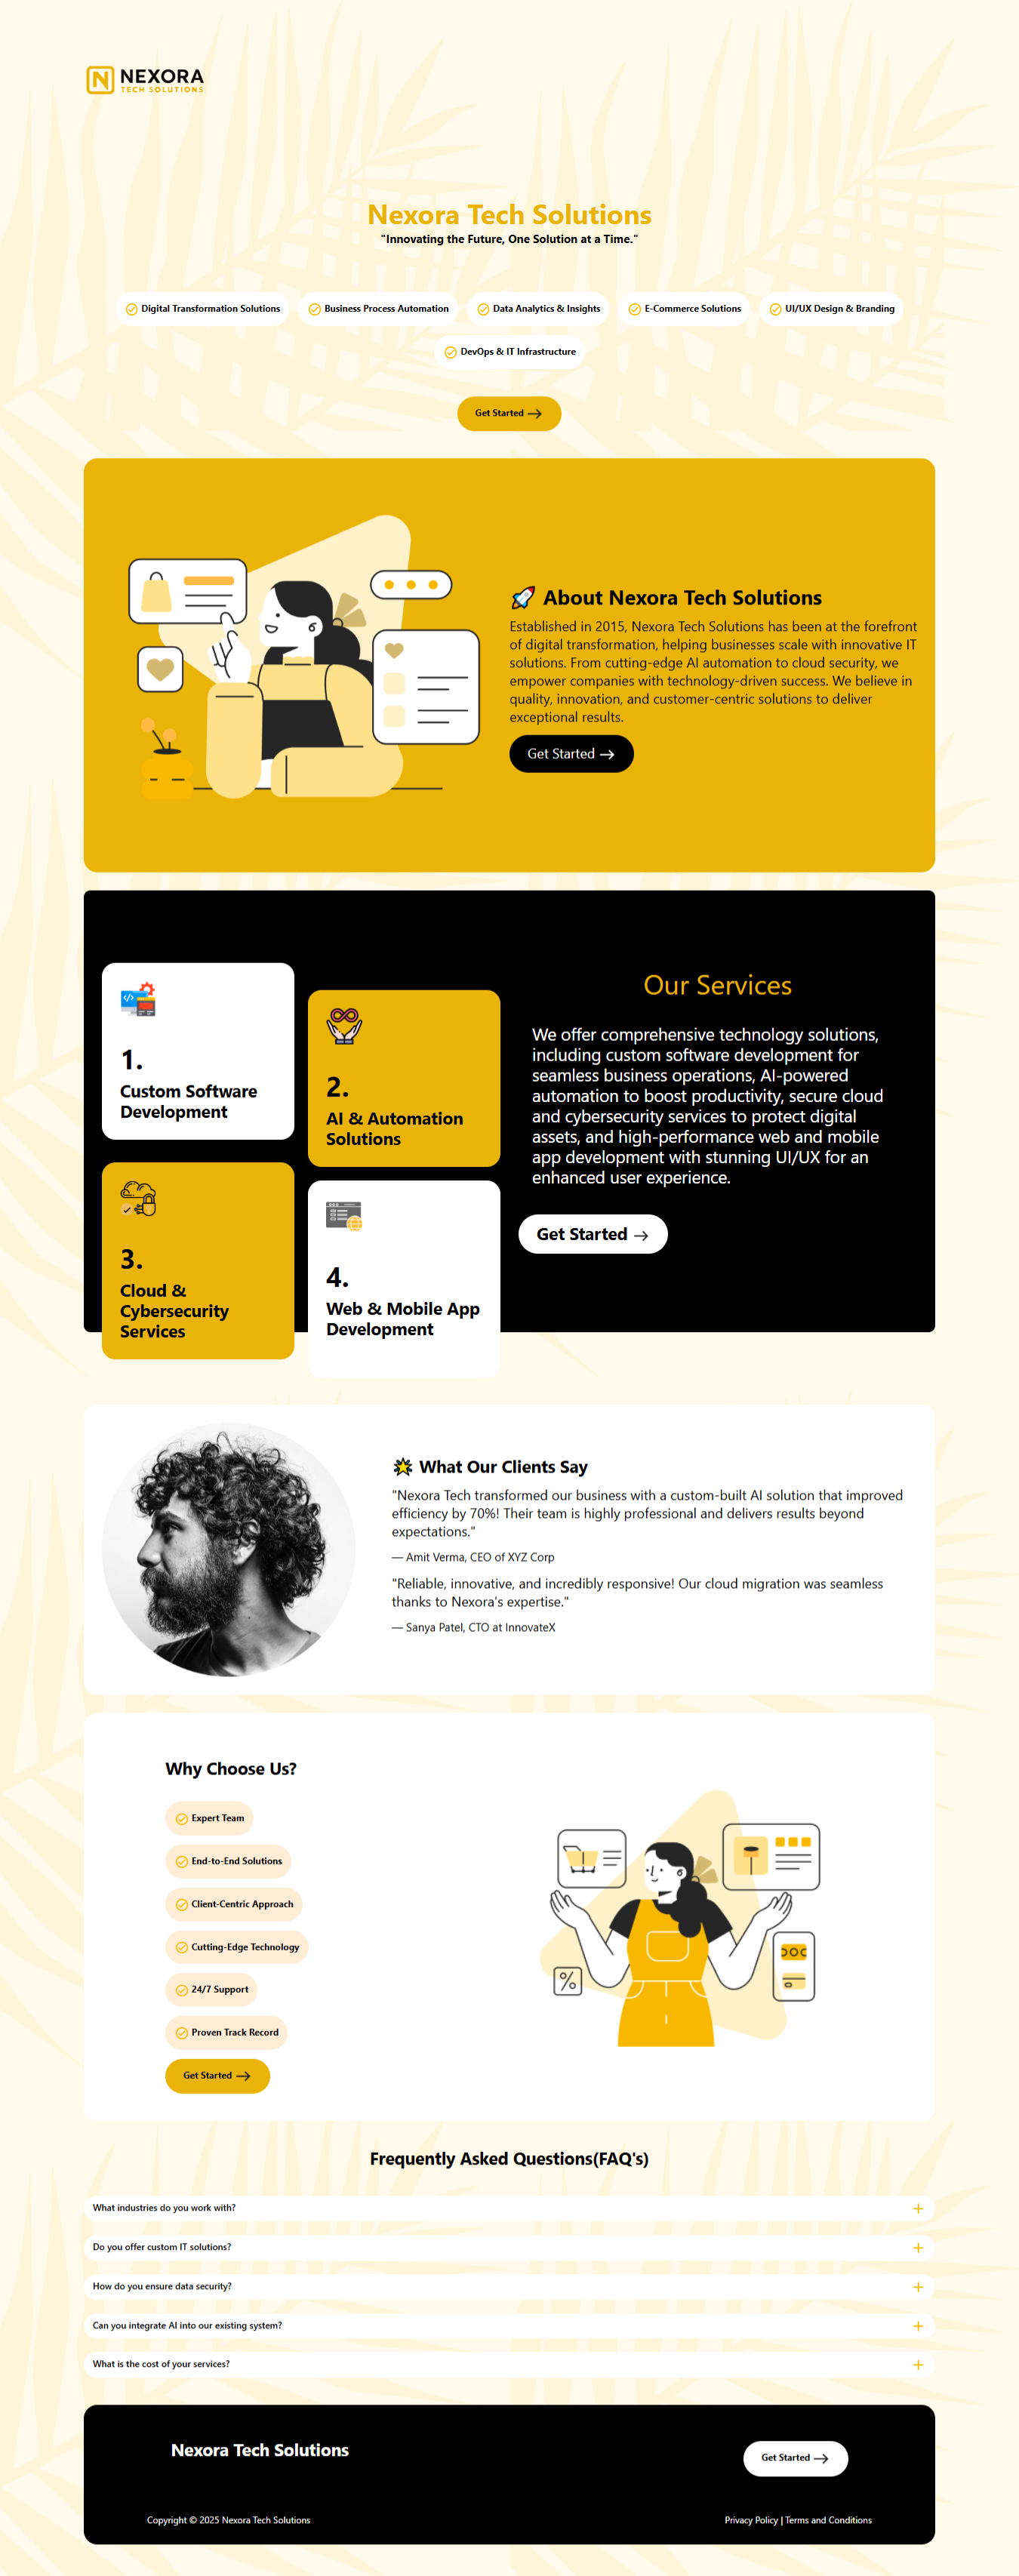 NEXORA
TECH SOLUTIONS
Nexora Tech Solutions
"Innovating the Future, One Solution at a Time."
Digital Transformation Solutions
Business Process Automation
Data Analytics & Insights
E-Commerce Solutions
UI/UX Design & Branding
DevOps & IT Infrastructure
Get Started
🚀 About Nexora Tech Solutions
Established in 2015, Nexora Tech Solutions has been at the forefront
of digital transformation, helping businesses scale with innovative IT
solutions. From cutting-edge AI automation to cloud security, we
empower companies with technology-driven success. We believe in
quality, innovation, and customer-centric solutions to deliver
exceptional results.
Get Started
1.
Custom Software
Development
2.
AI & Automation
Solutions
3.
Cloud &
Cybersecurity
Services
4.
Web & Mobile App
Development
Our Services
We offer comprehensive technology solutions,
including custom software development for
seamless business operations, AI-powered
automation to boost productivity, secure cloud
and cybersecurity services to protect digital
assets, and high-performance web and mobile
app development with stunning UI/UX for an
enhanced user experience.
Get Started
🌟 What Our Clients Say
"Nexora Tech transformed our business with a custom-built AI solution that improved
efficiency by 70%! Their team is highly professional and delivers results beyond
expectations."
— Amit Verma, CEO of XYZ Corp
"Reliable, innovative, and incredibly responsive! Our cloud migration was seamless
thanks to Nexora's expertise."
— Sanya Patel, CTO at InnovateX
Why Choose Us?
Expert Team
End-to-End Solutions
Client-Centric Approach
Cutting-Edge Technology
24/7 Support
Proven Track Record
Get Started
%
Frequently Asked Questions(FAQ's)
What industries do you work with?
Do you offer custom IT solutions?
How do you ensure data security?
Can you integrate AI into our existing system?
What is the cost of your services?
Nexora Tech Solutions
Get Started
Copyright © 2025 Nexora Tech Solutions
Privacy Policy | Terms and Conditions